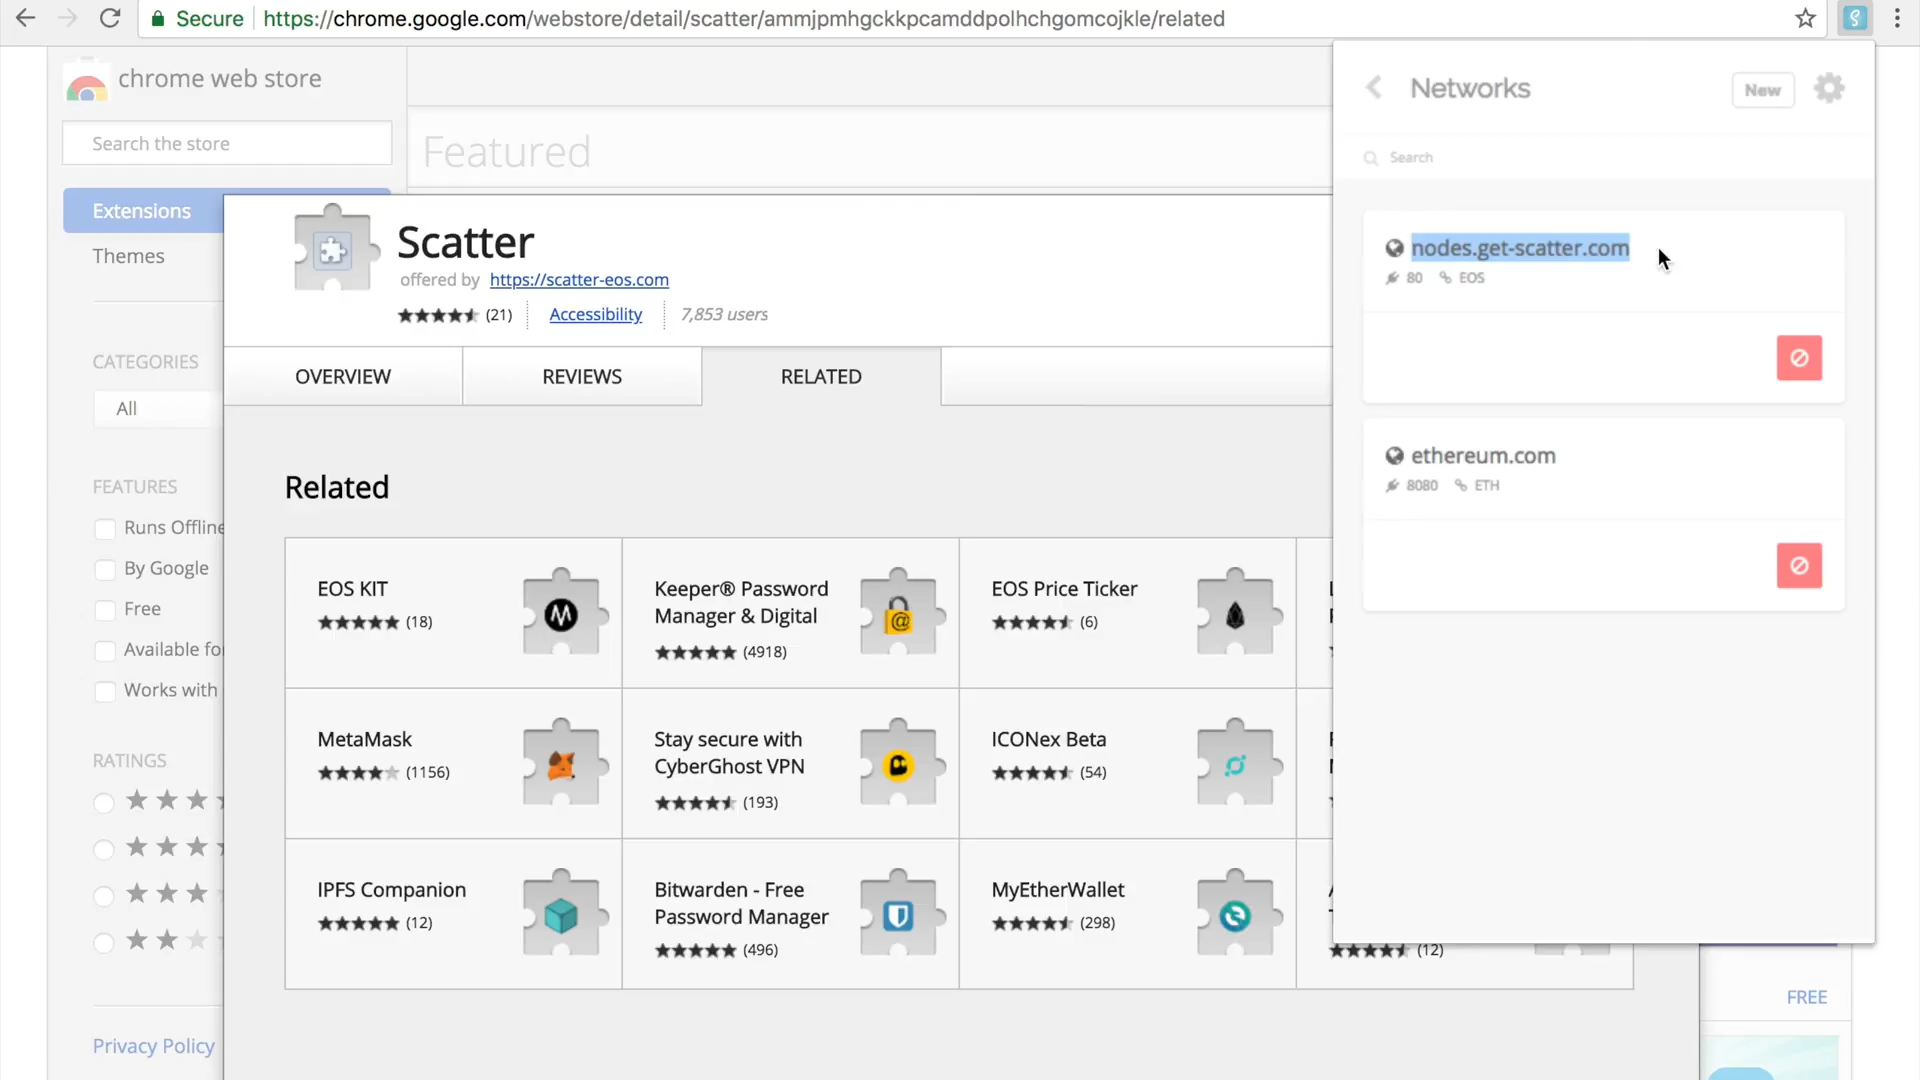 Secure https://chrome.google.com/webstore/detail/scatter/ammjpmhgckkpcamddpolhchgomcojkle/related
chrome web store
Search the store
Featured
Extensions
Themes
CATEGORIES
All
FEATURES
Runs Offline
By Google
Free
Available fo
Works with
RATINGS
Privacy Policy
Scatter
offered by https://scatter-eos.com
(21) Accessibility 7,853 users
OVERVIEW REVIEWS RELATED
Related
EOS KIT
(18)
Keeper® Password
Manager & Digital
(4918)
EOS Price Ticker
(6)
MetaMask
(1156)
Stay secure with
CyberGhost VPN
(193)
ICONex Beta
(54)
IPFS Companion
(12)
Bitwarden - Free
Password Manager
(496)
MyEtherWallet
(298)
(12)
FREE
Networks
New
Search
nodes.get-scatter.com
80 EOS
ethereum.com
8080 ETH